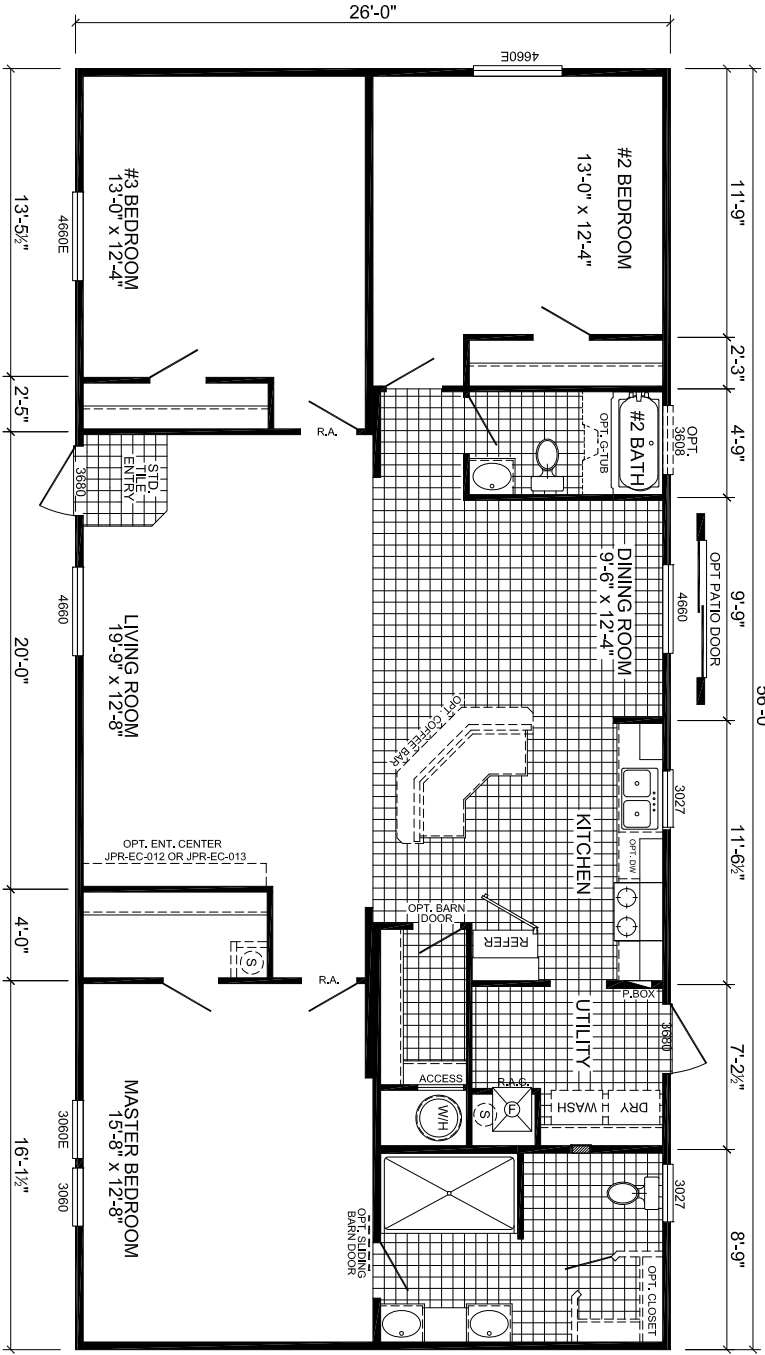 26'-0"
4660E
11'-9"
2'-3"
4'-9"
9'-9"
11'-6½"
7'-2½"
8'-9"
56'-0"
13'-5½"
2'-5"
20'-0"
4'-0"
16'-1½"
#2 BEDROOM
13'-0" x 12'-4"
#3 BEDROOM
13'-0" x 12'-4"
4660E
R.A.
OPT.
3608
#2 BATH
OPT. G-TUB
STD.
TILE
ENTRY
3680
4660
OPT PATIO DOOR
4660
DINING ROOM
9'-6" x 12'-4"
LIVING ROOM
19'-9" x 12'-8"
OPT. COFFEE BAR
3027
KITCHEN
OPT. DW
OPT. ENT. CENTER
JPR-EC-012 OR JPR-EC-013
OPT. BARN
DOOR
REFER
S
R.A.
P.BOX
3680
UTILITY
ACCESS
R.A.C.
F
S
W/H
WASH
DRY
3060E
3060
MASTER BEDROOM
15'-8" x 12'-8"
OPT. SLIDING
BARN DOOR
3027
OPT. CLOSET